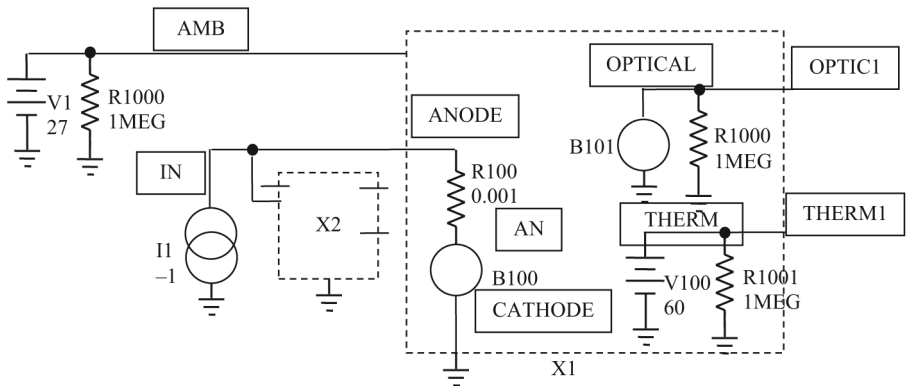 AMB
OPTICAL
OPTIC1
V1
27
R1000
1MEG
ANODE
B101
R1000
1MEG
IN
R100
0.001
X2
AN
THERM
THERM1
I1
–1
B100
V100
60
R1001
1MEG
CATHODE
X1